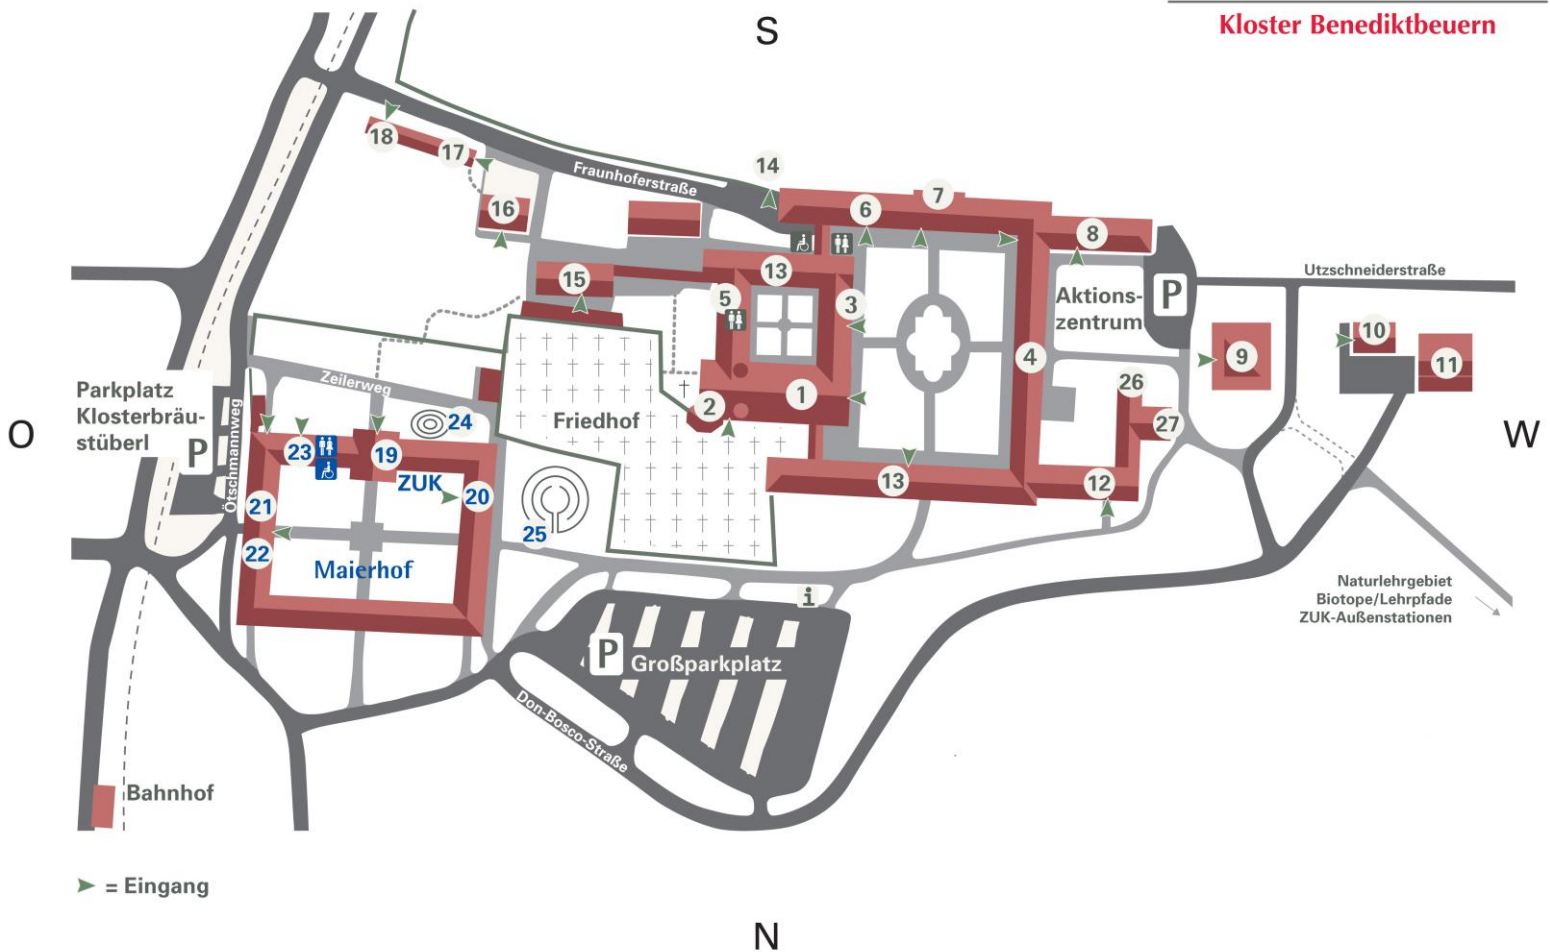 Kloster Benediktbeuern
S
18
17
Fraunhoferstraße
14
16
6
7
8
15
13
5
3
Aktions-
zentrum
P
Utzschneiderstraße
4
9
10
11
Parkplatz
Klosterbräu-
stüberl
P
Ötschmannweg
Zeilerweg
24
Friedhof
2
1
26
27
O
W
23
19
ZUK
20
21
22
25
13
12
Maierhof
i
Naturlehrgebiet
Biotope/Lehrpfade
ZUK-Außenstationen
P Großparkplatz
Don-Bosco-Straße
Bahnhof
= Eingang
N